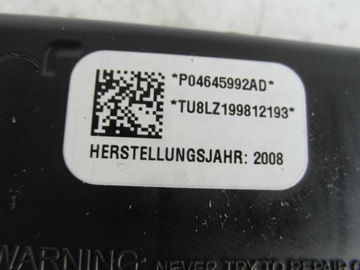 *P04645992AD*
*TU8LZ199812193*
HERSTELLUNGSJAHR: 2008
WARNING: NEVER TRY TO REPAIR